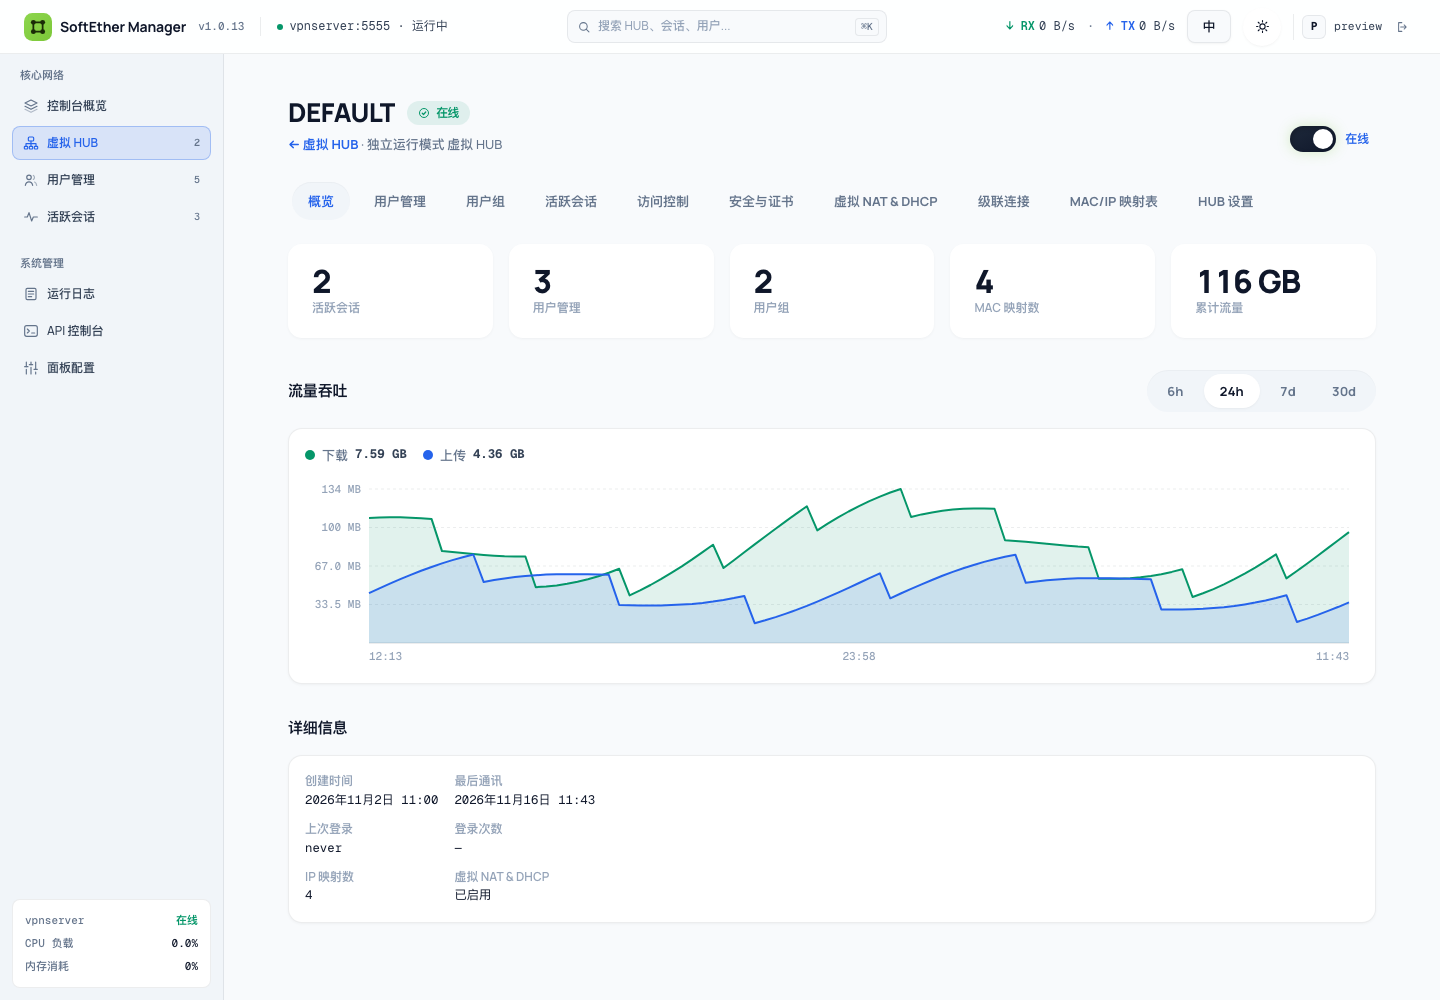 SoftEther Manager v1.0.13 vpnserver:5555 · 运行中 搜索 HUB、会话、用户... ⌘K ↓ RX 0 B/s · ↑ TX 0 B/s 中 P preview
核心网络
控制台概览
虚拟 HUB 2
用户管理 5
活跃会话 3
系统管理
运行日志
API 控制台
面板配置
vpnserver 在线
CPU 负载 0.0%
内存消耗 0%
DEFAULT 在线
← 虚拟 HUB · 独立运行模式 虚拟 HUB
在线
概览 用户管理 用户组 活跃会话 访问控制 安全与证书 虚拟 NAT & DHCP 级联连接 MAC/IP 映射表 HUB 设置
2
活跃会话
3
用户管理
2
用户组
4
MAC 映射数
116 GB
累计流量
流量吞吐
6h 24h 7d 30d
下载 7.59 GB 上传 4.36 GB
134 MB
100 MB
67.0 MB
33.5 MB
12:13 23:58 11:43
详细信息
创建时间 最后通讯
2026年11月2日 11:00 2026年11月16日 11:43
上次登录 登录次数
never —
IP 映射数 虚拟 NAT & DHCP
4 已启用